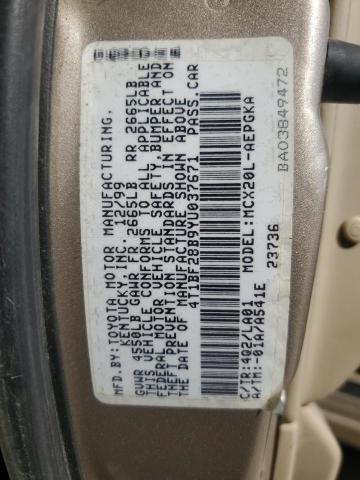 MFD.BY:TOYOTA MOTOR MANUFACTURING,
KENTUCKY,INC. 12/99
GVWR 4550LB GAWR FR 2665LB RR 2665LB
THIS VEHICLE CONFORMS TO ALL APPLICABLE
FEDERAL MOTOR VEHICLE SAFETY, BUMPER AND
THEFT PREVENTION STANDARDS IN EFFECT ON
THE DATE OF MANUFACTURE SHOWN ABOVE
4T1BF28B9YU037671 PASS.CAR
MODEL:MCX20L-AEPGKA
23736
C/TR:4Q2/LA01
A/TM:-01A/A541E
BA03849472